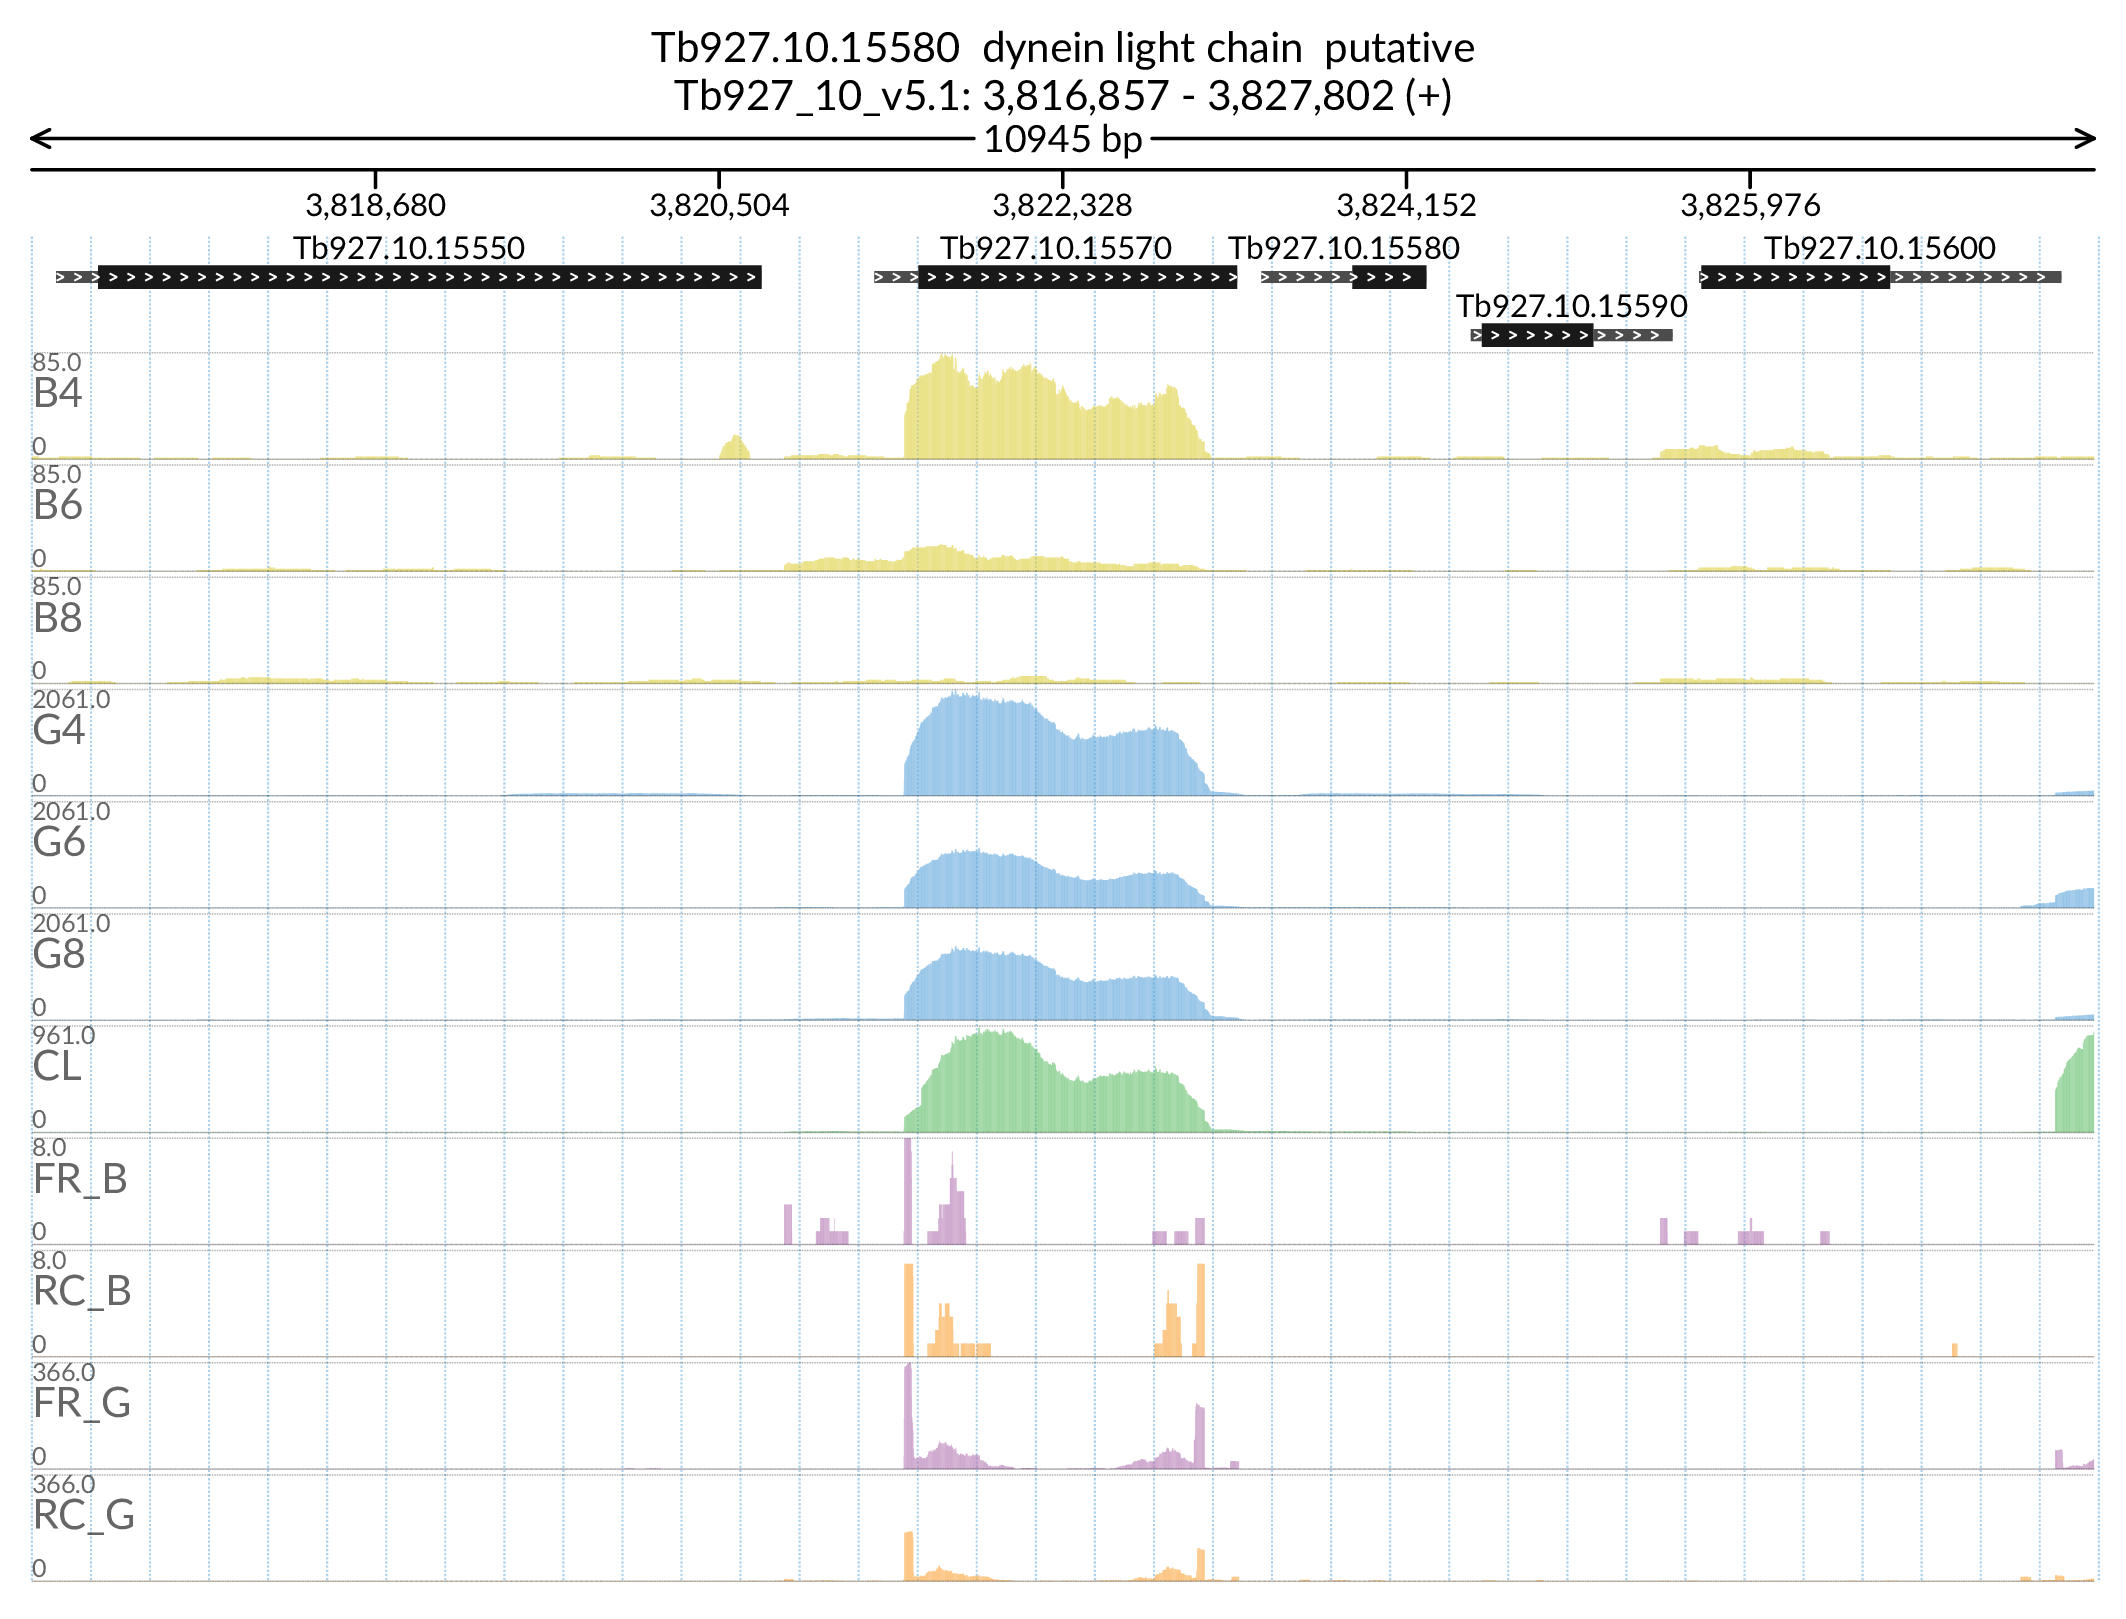 Tb927.10.15580  dynein light chain  putative
Tb927_10_v5.1: 3,816,857 - 3,827,802 (+)
10945 bp
3,818,680 3,820,504 3,822,328 3,824,152 3,825,976
Tb927.10.15550 Tb927.10.15570 Tb927.10.15580 Tb927.10.15600
Tb927.10.15590
85.0
B4
0
85.0
B6
0
85.0
B8
0
2061.0
G4
0
2061.0
G6
0
2061.0
G8
0
961.0
CL
0
8.0
FR_B
0
8.0
RC_B
0
366.0
FR_G
0
366.0
RC_G
0